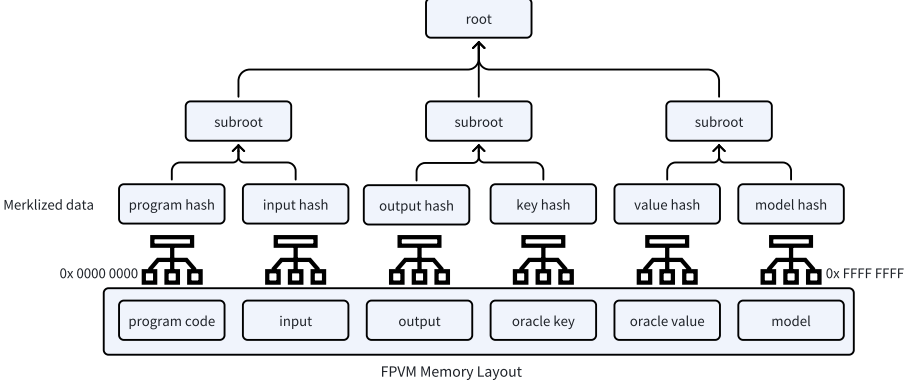 root
subroot
subroot
subroot
Merklized data
program hash
input hash
output hash
key hash
value hash
model hash
0x 0000 0000
0x FFFF FFFF
program code
input
output
oracle key
oracle value
model
FPVM Memory Layout